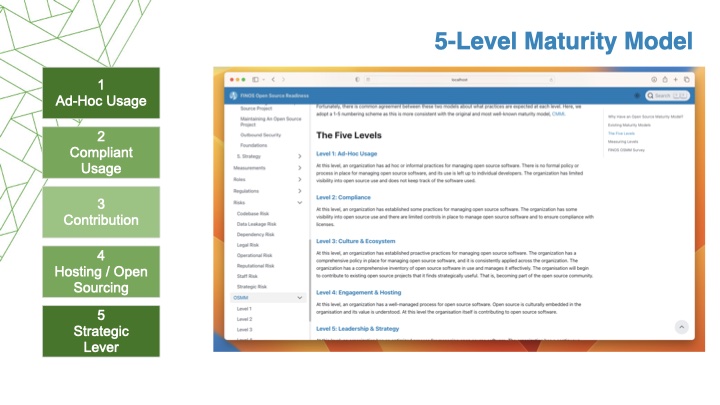 5-Level Maturity Model
1
Ad-Hoc Usage
2
Compliant
Usage
3
Contribution
4
Hosting / Open
Sourcing
5
Strategic
Lever
localhost
FINOS Open Source Readiness
Search
Source Project
Maintaining An Open Source
Project
Outbound Security
Foundations
5. Strategy
Measurements
Roles
Regulations
Risks
Codebase Risk
Data Leakage Risk
Dependency Risk
Legal Risk
Operational Risk
Reputational Risk
Staff Risk
Strategic Risk
OSMM
Level 1
Level 2
Level 3
Fortunately, there is common agreement between these two models about what practices are expected at each level. Here, we
adopt a 1-5 numbering scheme as this is more consistent with the original and most well-known maturity model, CMM.
The Five Levels
Level 1: Ad-Hoc Usage
At this level, an organization has ad hoc or informal practices for managing open source software. There is no formal policy or
process in place for managing open source software, and its use is left up to individual developers. The organization has limited
visibility into open source use and does not keep track of the software used.
Level 2: Compliance
At this level, an organization has established some practices for managing open source software. The organization has some
visibility into open source use and there are limited controls in place to manage open source software and to ensure compliance with
licenses.
Level 3: Culture & Ecosystem
At this level, an organization has established proactive practices for managing open source software. The organization has a
comprehensive policy in place for managing open source software, and it is consistently applied across the organization. The
organization has a comprehensive inventory of open source software in use and manages it effectively. The organisation will begin
to contribute to existing open source projects that it finds strategically useful. That is, becoming part of the open source community.
Level 4: Engagement & Hosting
At this level, an organization has a well-managed process for open source. Open source is culturally embedded in the
organisation and its value is understood. At this level the organisation itself is contributing to open source software.
Level 5: Leadership & Strategy
Why Have an Open Source Maturity Model?
Existing Maturity Models
The Five Levels
Measuring Levels
FINOS OSMM Survey